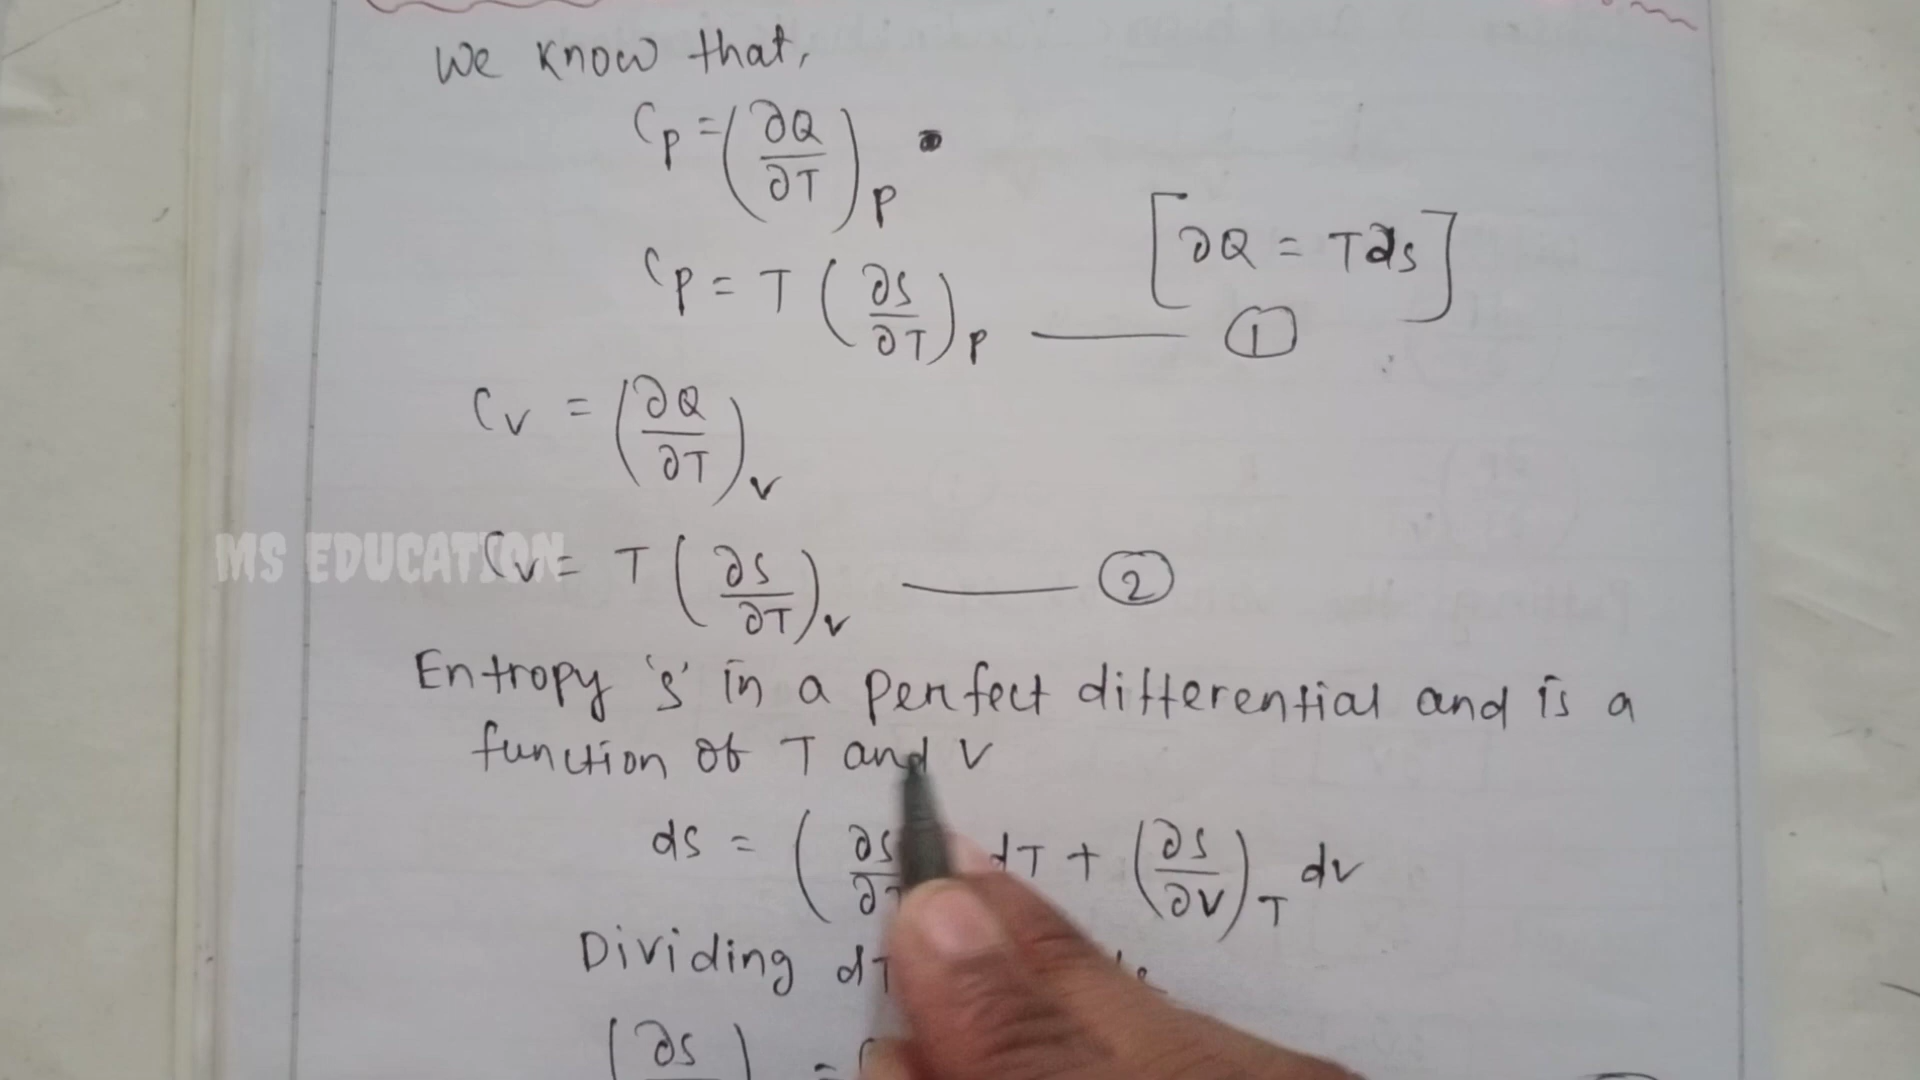 We know that,
Cp = (∂Q/∂T)P
[∂Q = T∂s]
Cp = T (∂S/∂T)P —— ①
Cv = (∂Q/∂T)v
MS EDUCATION
Cv = T (∂S/∂T)v —— ②
Entropy 's' in a perfect differential and is a
function of T and V
ds = (∂s dT + (∂S/∂V)T dv
Dividing dT
(∂s =